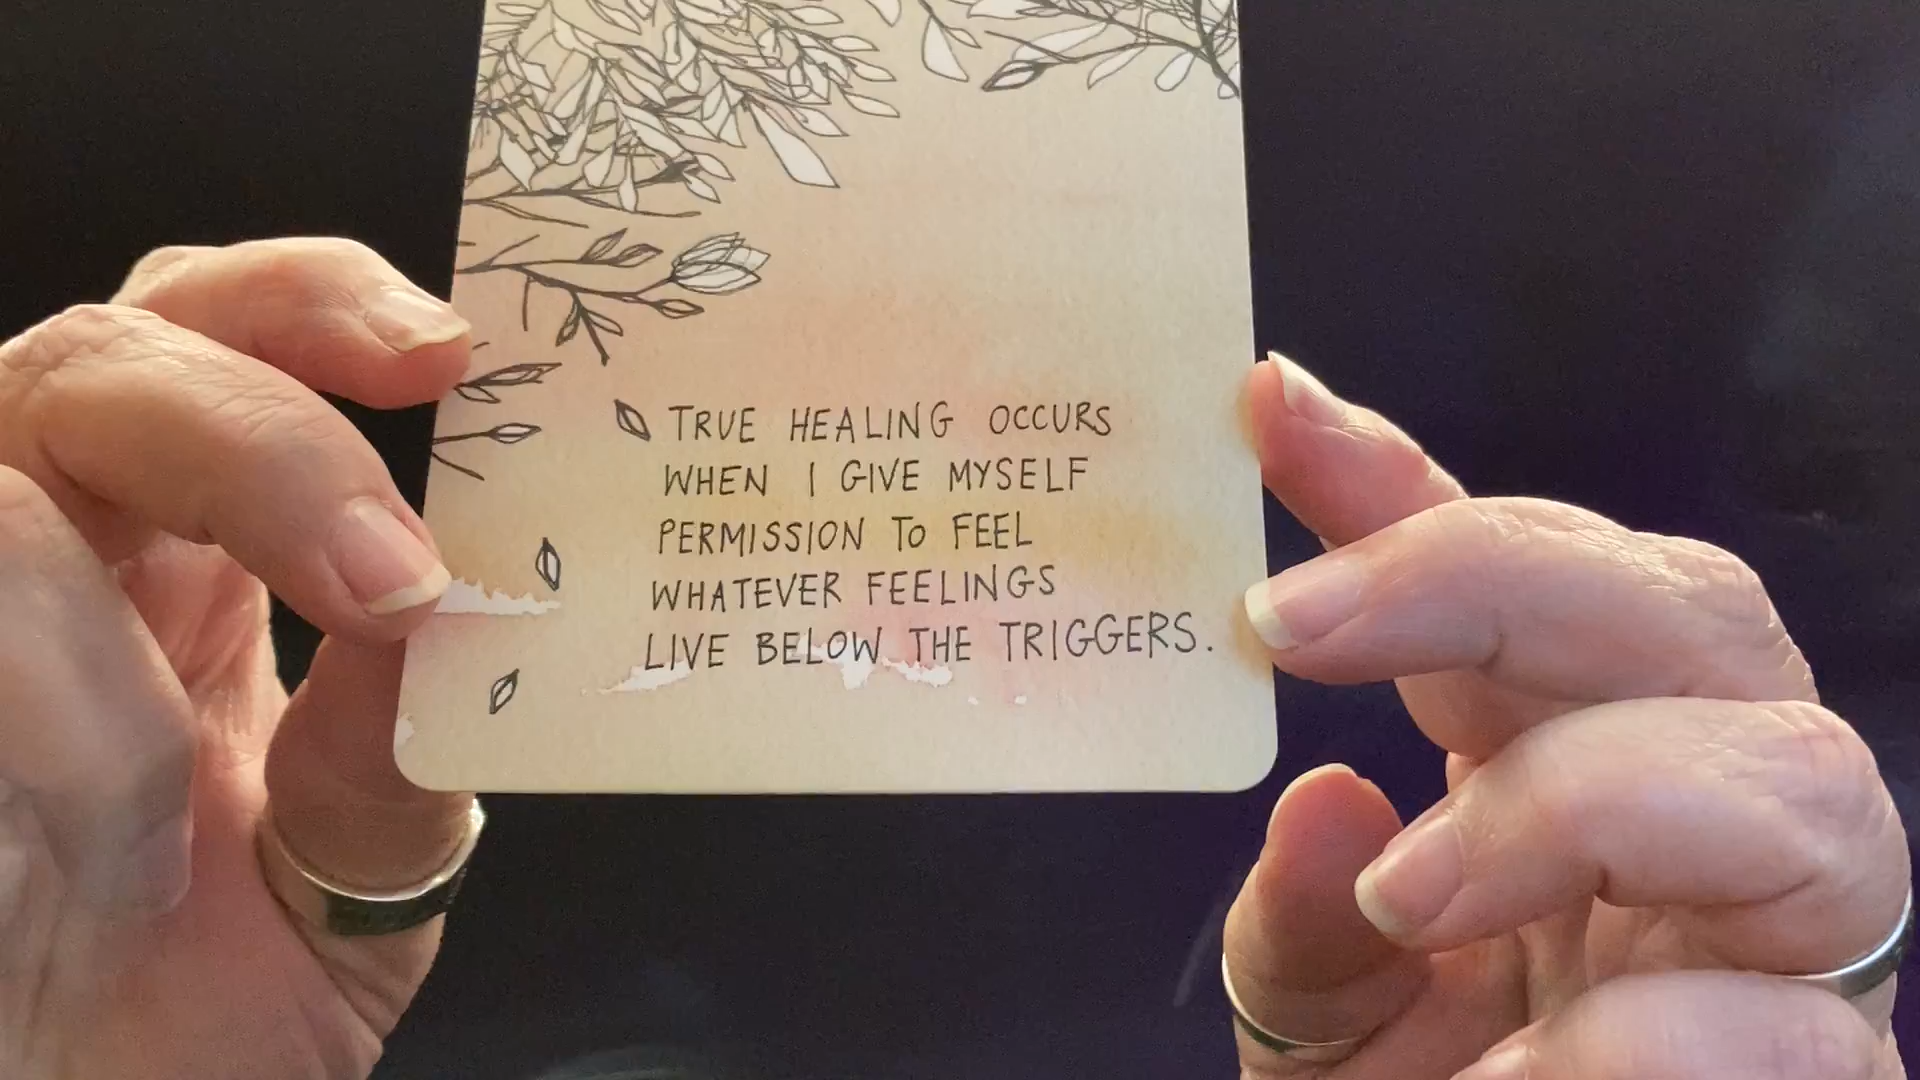 TRUE HEALING OCCURS
WHEN I GIVE MYSELF
PERMISSION TO FEEL
WHATEVER FEELINGS
LIVE BELOW THE TRIGGERS.